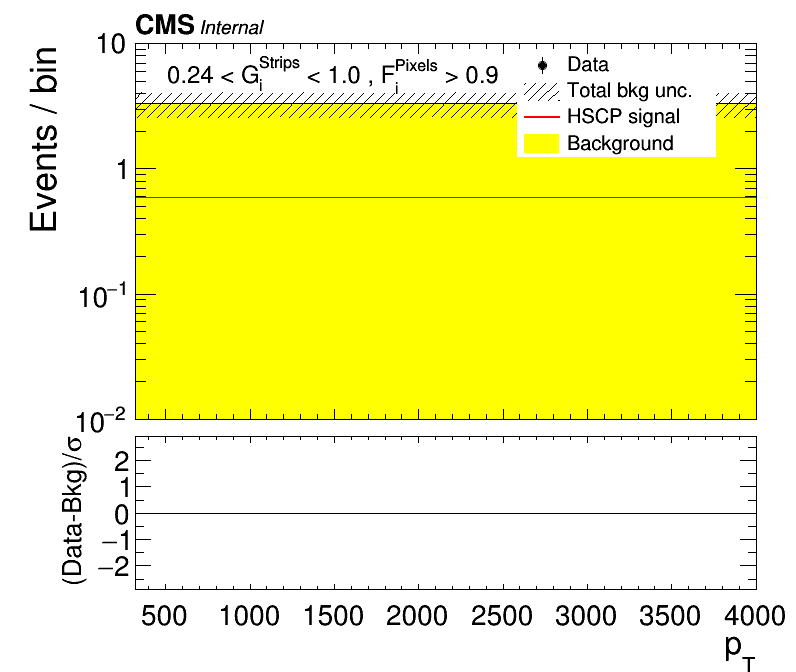 CMS Internal
10
1
10⁻¹
10⁻²
Events / bin
0.24 < G_i^Strips < 1.0 , F_i^Pixels > 0.9
Data
Total bkg unc.
HSCP signal
Background
(Data-Bkg)/σ
2
1
0
−1
−2
500 1000 1500 2000 2500 3000 3500 4000
p_T